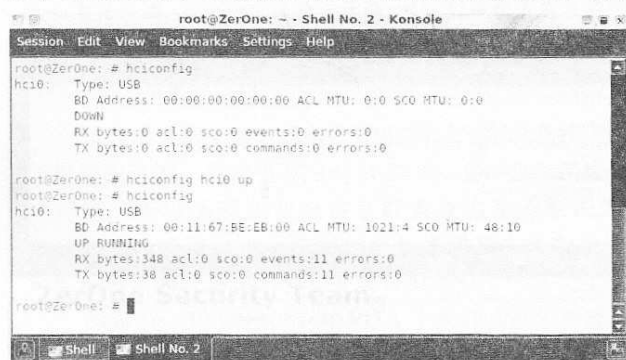 root@ZerOne: ~ - Shell No. 2 - Konsole
Session Edit View Bookmarks Settings Help
root@ZerOne: # hciconfig
hci0: Type: USB
BD Address: 00:00:00:00:00:00 ACL MTU: 0:0 SCO MTU: 0:0
DOWN
RX bytes:0 acl:0 sco:0 events:0 errors:0
TX bytes:0 acl:0 sco:0 commands:0 errors:0
root@ZerOne: # hciconfig hci0 up
root@ZerOne: # hciconfig
hci0: Type: USB
BD Address: 00:11:67:BE:EB:00 ACL MTU: 1021:4 SCO MTU: 48:10
UP RUNNING
RX bytes:348 acl:0 sco:0 events:11 errors:0
TX bytes:38 acl:0 sco:0 commands:11 errors:0
ZerOne Security Team
root@ZerOne: #
Shell Shell No. 2